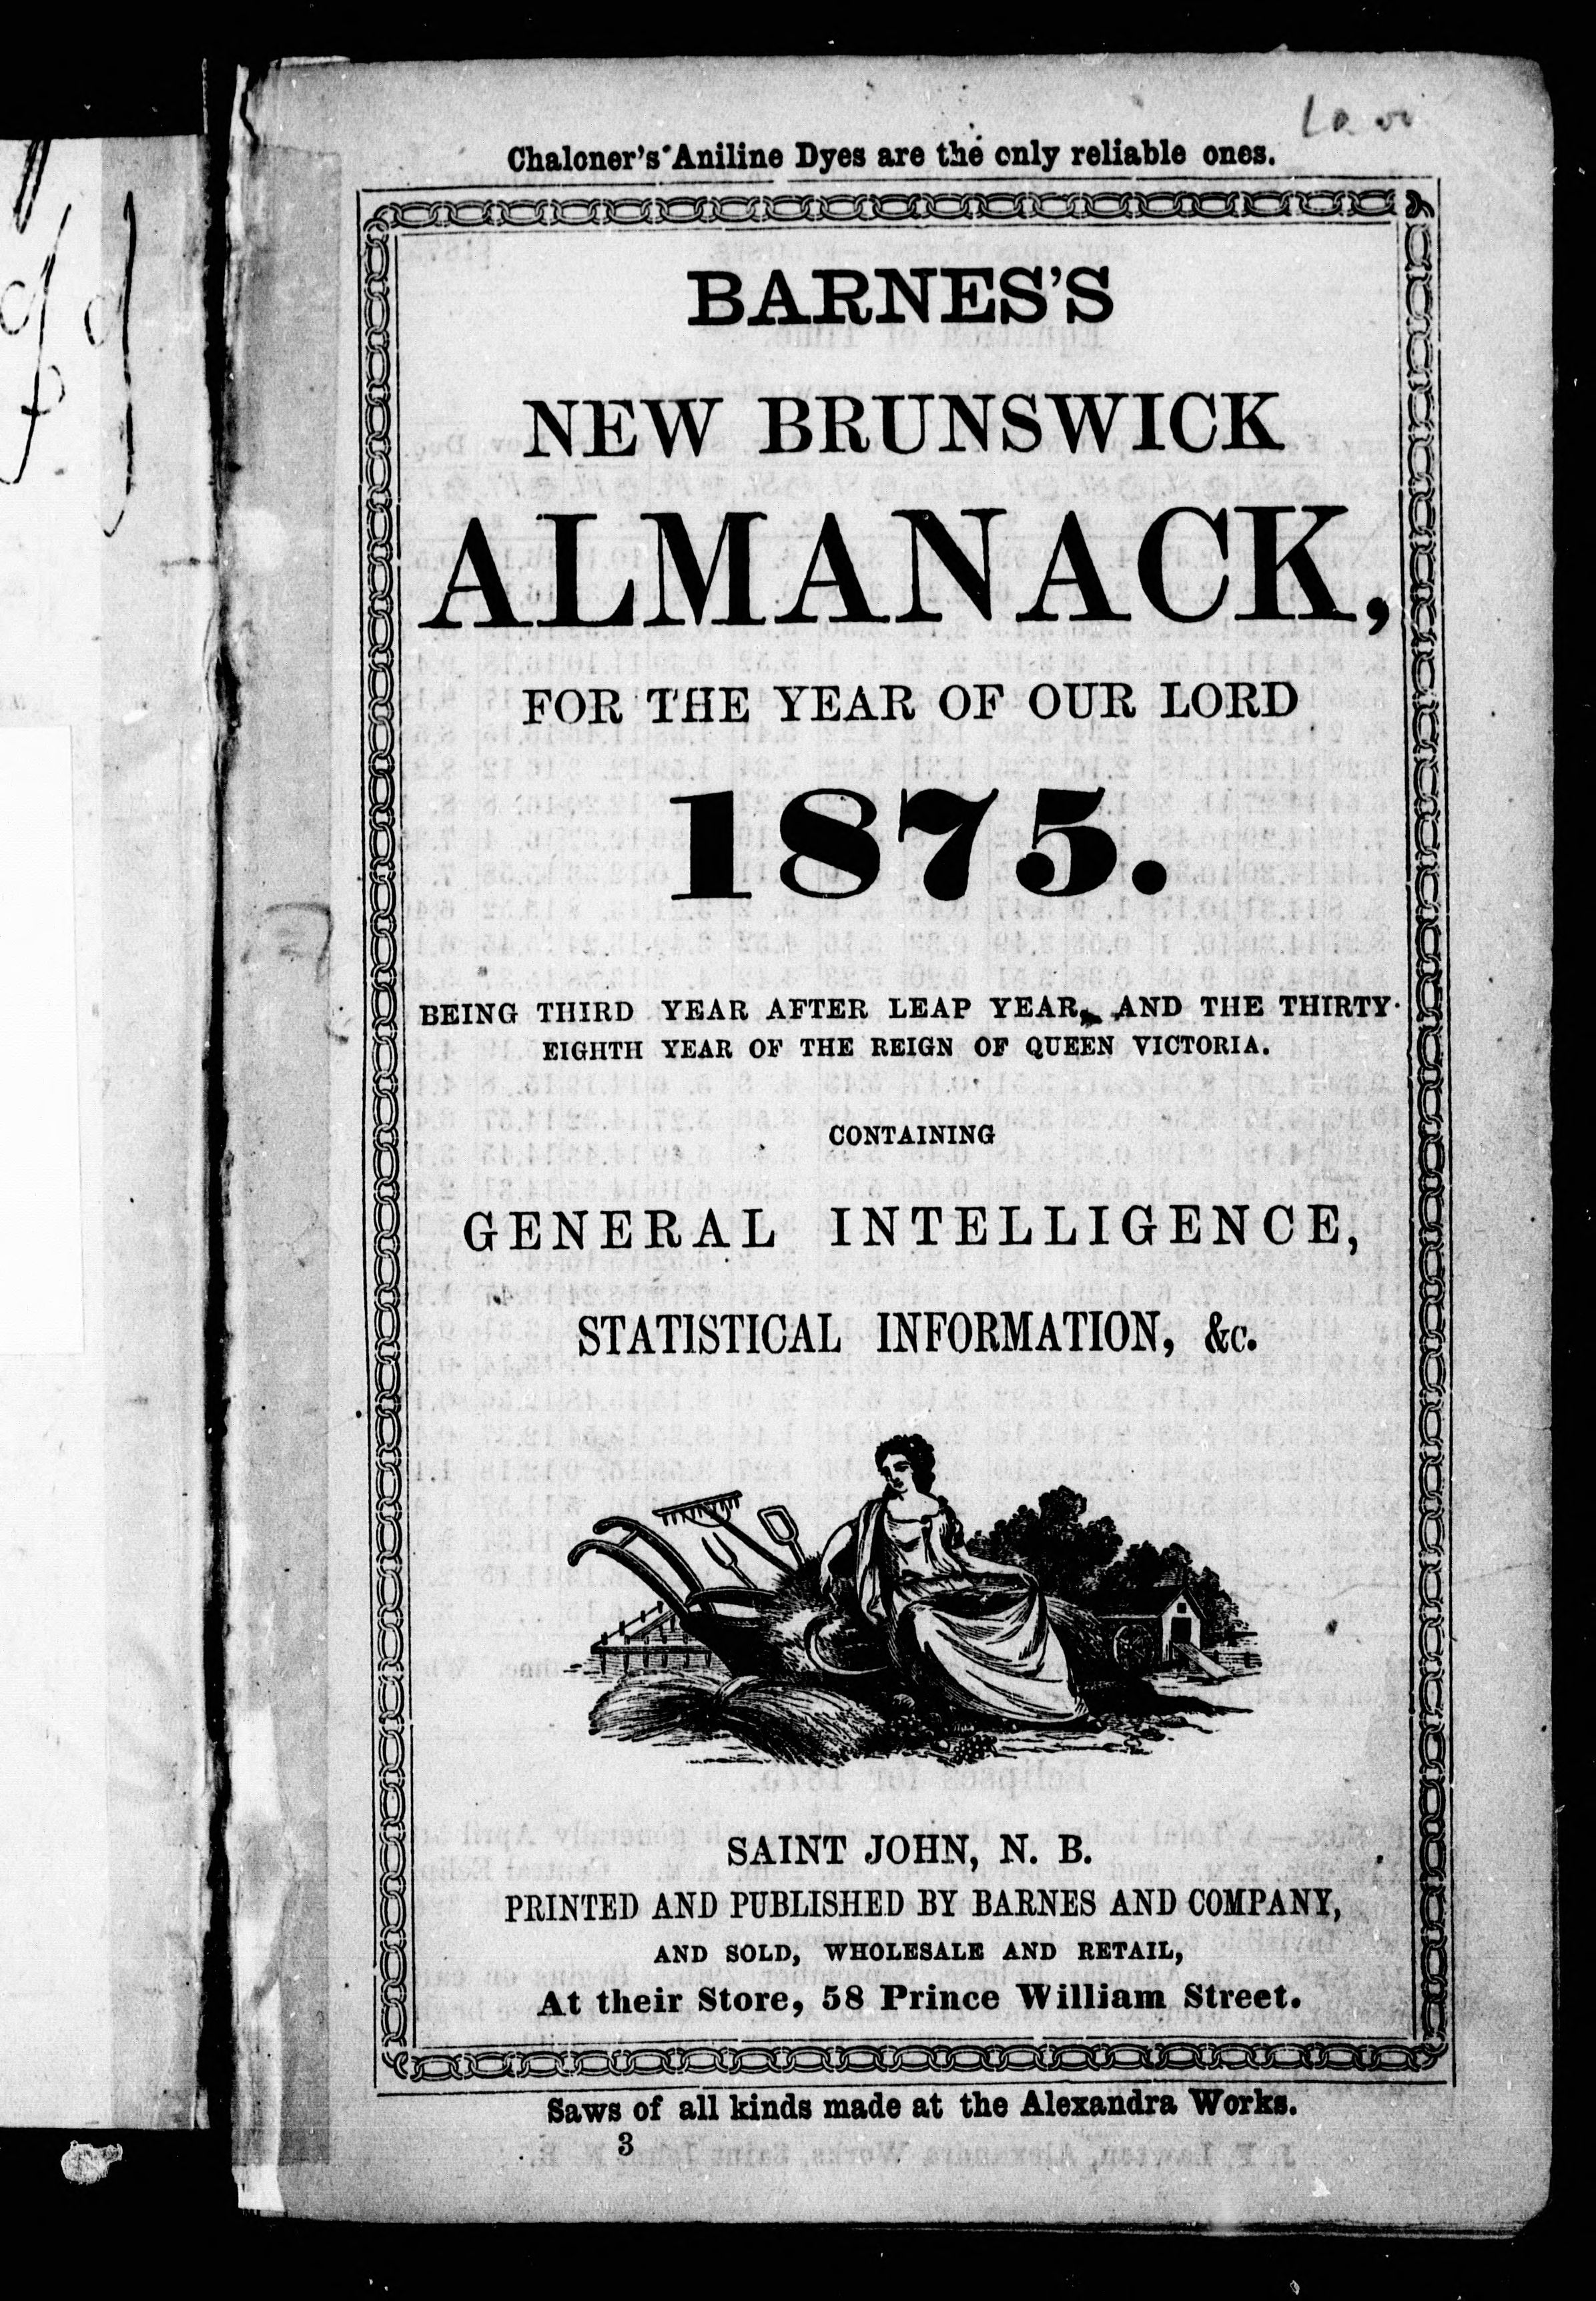 Chaloner's Aniline Dyes are the only reliable ones.
BARNES'S
NEW BRUNSWICK
ALMANACK,
FOR THE YEAR OF OUR LORD
1875.
BEING THIRD YEAR AFTER LEAP YEAR, AND THE THIRTY-
EIGHTH YEAR OF THE REIGN OF QUEEN VICTORIA.
CONTAINING
GENERAL INTELLIGENCE,
STATISTICAL INFORMATION, &c.
SAINT JOHN, N. B.
PRINTED AND PUBLISHED BY BARNES AND COMPANY,
AND SOLD, WHOLESALE AND RETAIL,
At their Store, 58 Prince William Street.
Saws of all kinds made at the Alexandra Works.
3